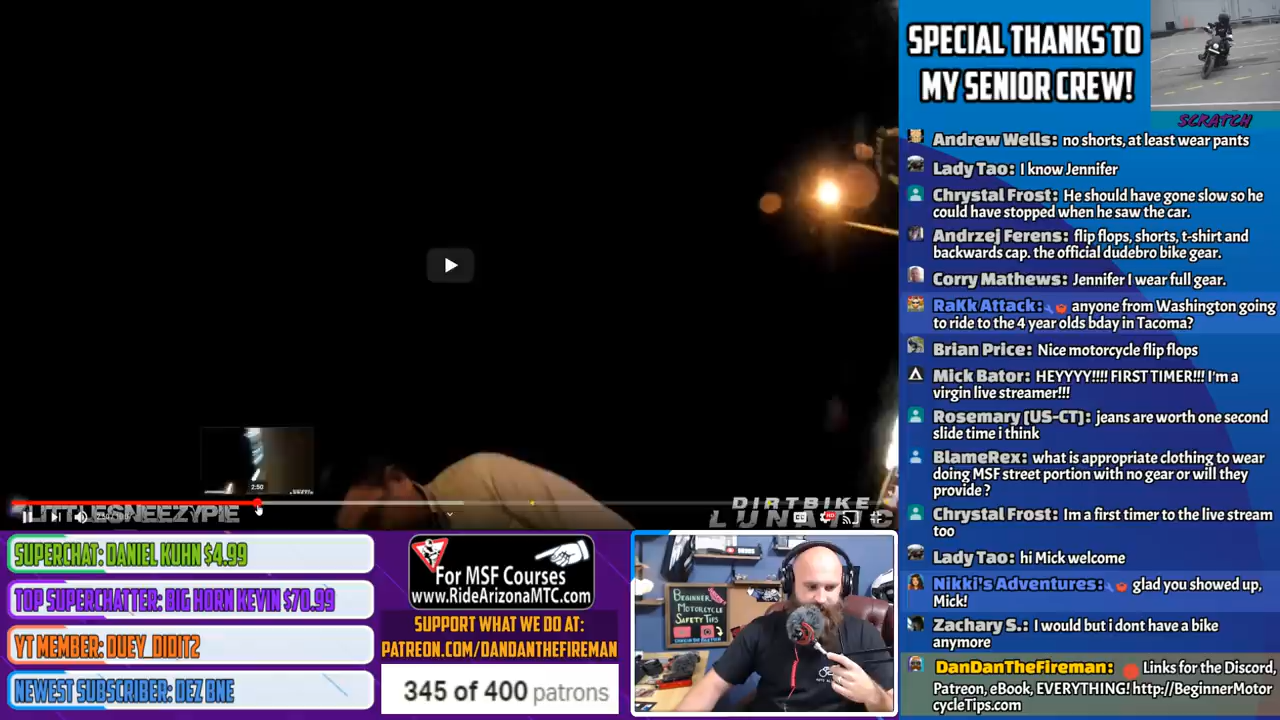 SPECIAL THANKS TO
MY SENIOR CREW!
SCRATCH
Andrew Wells: no shorts, at least wear pants
Lady Tao: I know Jennifer
Chrystal Frost: He should have gone slow so he
could have stopped when he saw the car.
Andrzej Ferens: flip flops, shorts, t-shirt and
backwards cap. the official dudebro bike gear.
Corry Mathews: Jennifer I wear full gear.
RaKk Attack: anyone from Washington going
to ride to the 4 year olds bday in Tacoma?
Brian Price: Nice motorcycle flip flops
Mick Bator: HEYYYY!!!! FIRST TIMER!!! I'm a
virgin live streamer!!!
Rosemary [US-CT]: jeans are worth one second
slide time i think
BlameRex: what is appropriate clothing to wear
doing MSF street portion with no gear or will they
provide ?
Chrystal Frost: Im a first timer to the live stream
too
Lady Tao: hi Mick welcome
Nikki's Adventures: glad you showed up,
Mick!
Zachary S.: I would but i dont have a bike
anymore
DanDanTheFireman: Links for the Discord,
Patreon, eBook, EVERYTHING! http://BeginnerMotor
cycleTips.com
2:50
LITTLESNEEZYPIE
DIRTBIKE
LUNATIC
CC
HD
SUPERCHAT: DANIEL KUHN $4.99
TOP SUPERCHATTER: BIG HORN KEVIN $70.99
YT MEMBER: DUEY_DIDIT2
NEWEST SUBSCRIBER: DEZ BNE
For MSF Courses
www.RideArizonaMTC.com
SUPPORT WHAT WE DO AT:
PATREON.COM/DANDANTHEFIREMAN
345 of 400 patrons
BEGINNER
MOTORCYCLE
SAFETY TIPS